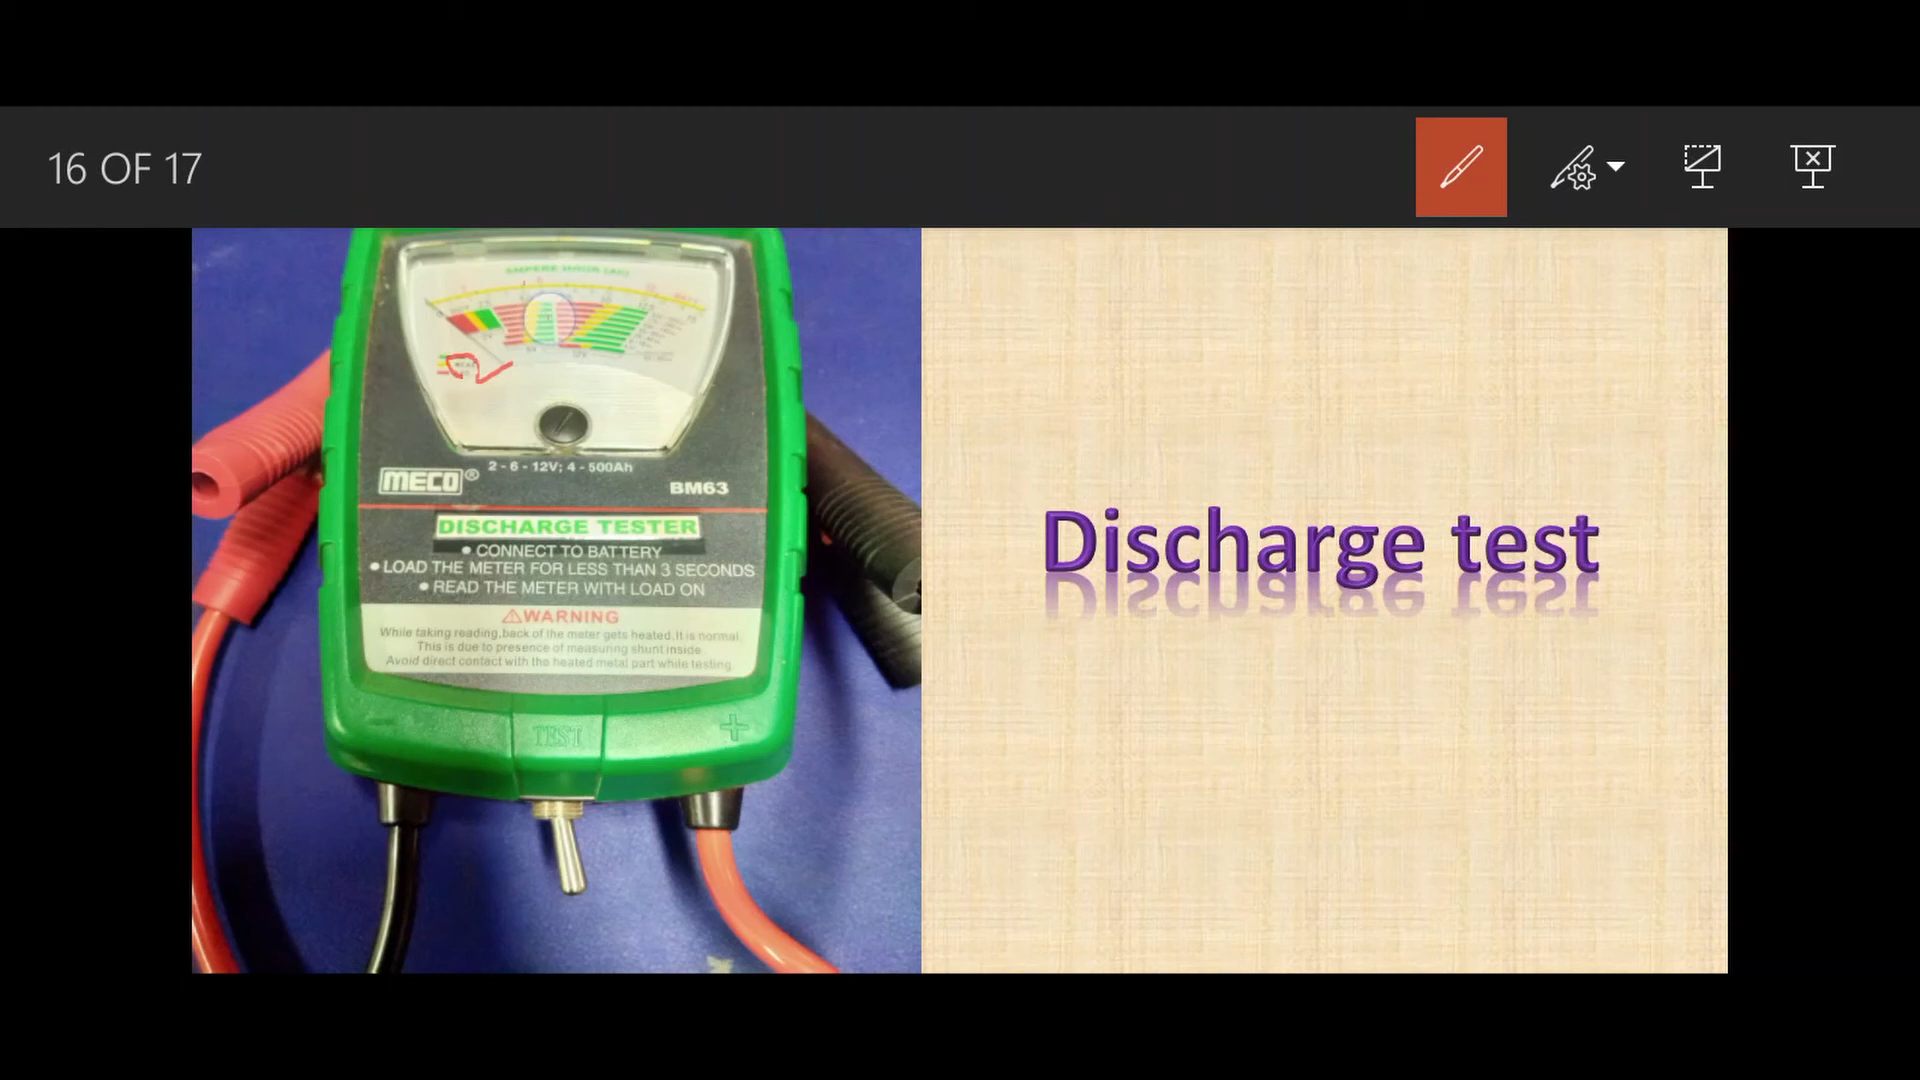 16 OF 17
AMPERE HOUR (AH)
2 - 6 - 12V; 4 - 500Ah
MECO®
BM63
DISCHARGE TESTER
● CONNECT TO BATTERY
● LOAD THE METER FOR LESS THAN 3 SECONDS
● READ THE METER WITH LOAD ON
⚠WARNING
While taking reading,back of the meter gets heated.It is normal.
This is due to presence of measuring shunt inside.
Avoid direct contact with the heated metal part while testing.
- TEST +
Discharge test